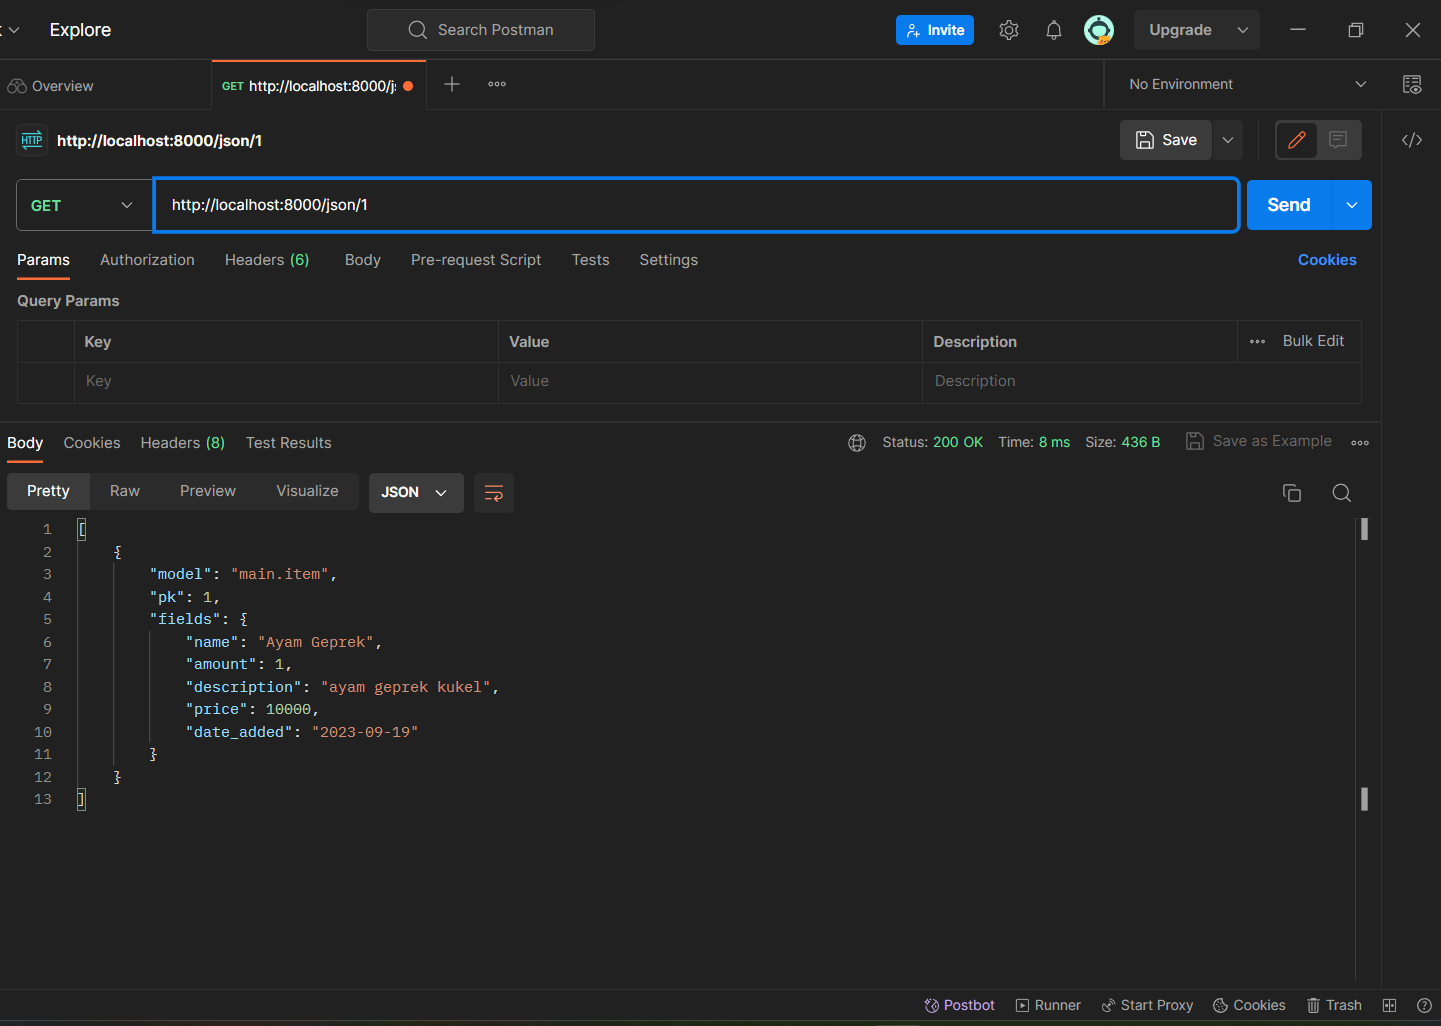 Explore
Search Postman
Invite
Upgrade
Overview
GET http://localhost:8000/j
No Environment
HTTP http://localhost:8000/json/1
Save
GET
http://localhost:8000/json/1
Send
Params Authorization Headers (6) Body Pre-request Script Tests Settings Cookies
Query Params
Key Value Description Bulk Edit
Key Value Description
Body Cookies Headers (8) Test Results Status: 200 OK Time: 8 ms Size: 436 B Save as Example
Pretty Raw Preview Visualize JSON
1 [
2 {
3 "model": "main.item",
4 "pk": 1,
5 "fields": {
6 "name": "Ayam Geprek",
7 "amount": 1,
8 "description": "ayam geprek kukel",
9 "price": 10000,
10 "date_added": "2023-09-19"
11 }
12 }
13 ]
Postbot Runner Start Proxy Cookies Trash